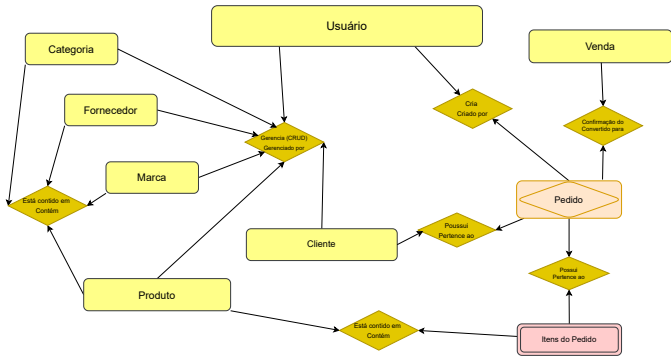 Usuário
Categoria
Venda
Fornecedor
Cria
Criado por
Confirmação do
Convertido para
Gerencia (CRUD)
Gerenciado por
Marca
Está contido em
Contém
Pedido
Poussui
Pertence ao
Cliente
Possui
Pertence ao
Produto
Está contido em
Contém
Itens do Pedido